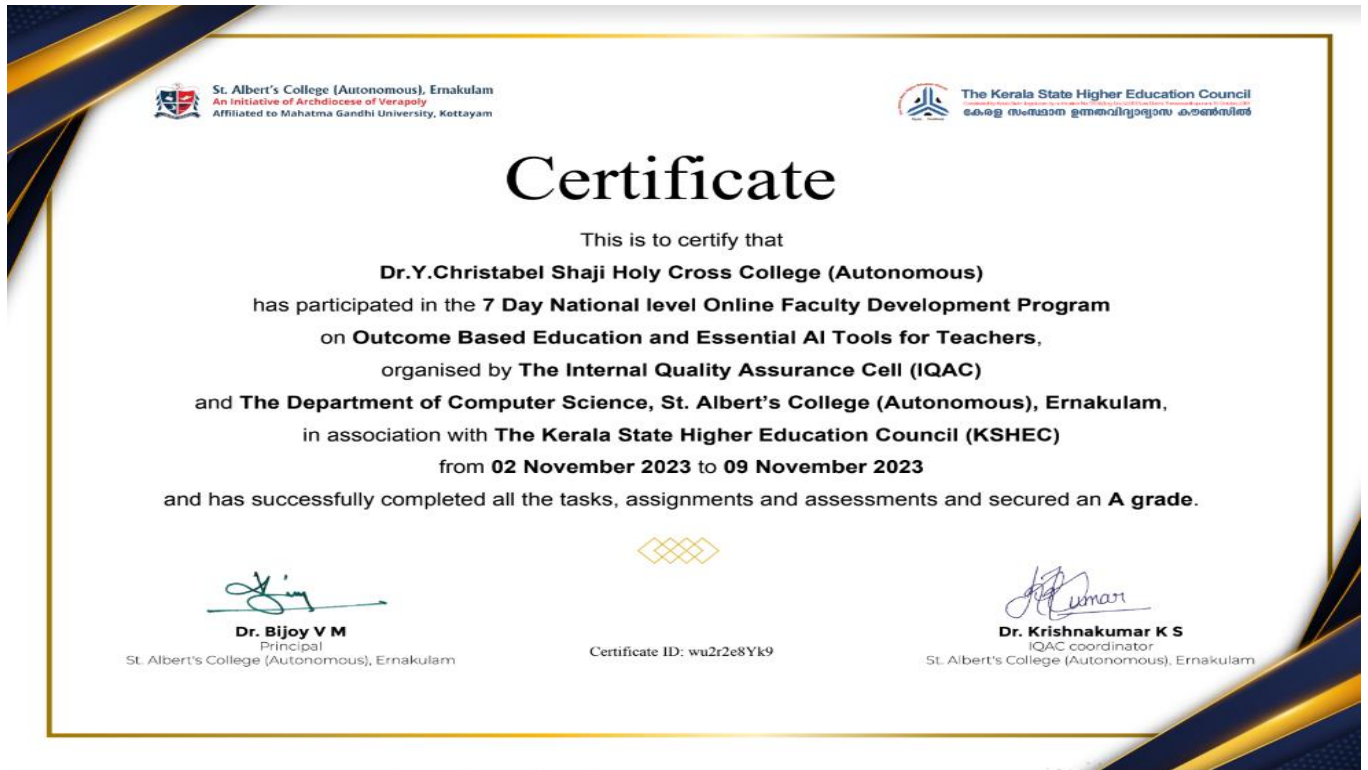 St. Albert's College (Autonomous), Ernakulam
An Initiative of Archdiocese of Verapoly
Affiliated to Mahatma Gandhi University, Kottayam
The Kerala State Higher Education Council
കേരള സംസ്ഥാന ഉന്നതവിദ്യാഭ്യാസ കൗൺസിൽ
Certificate
This is to certify that
Dr.Y.Christabel Shaji Holy Cross College (Autonomous)
has participated in the 7 Day National level Online Faculty Development Program
on Outcome Based Education and Essential AI Tools for Teachers,
organised by The Internal Quality Assurance Cell (IQAC)
and The Department of Computer Science, St. Albert's College (Autonomous), Ernakulam,
in association with The Kerala State Higher Education Council (KSHEC)
from 02 November 2023 to 09 November 2023
and has successfully completed all the tasks, assignments and assessments and secured an A grade.
Dr. Bijoy V M
Principal
St. Albert's College (Autonomous), Ernakulam
Certificate ID: wu2r2e8Yk9
Dr. Krishnakumar K S
IQAC coordinator
St. Albert's College (Autonomous), Ernakulam